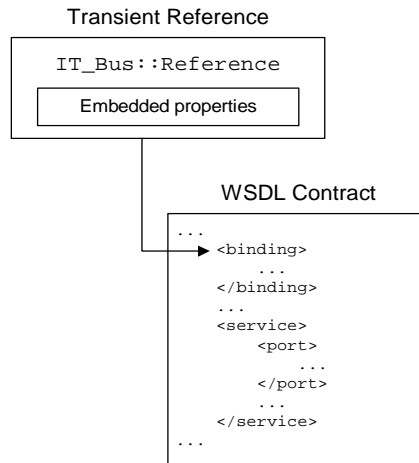 Transient Reference
IT_Bus::Reference
Embedded properties
WSDL Contract
...
<binding>
...
</binding>
...
<service>
<port>
...
</port>
...
</service>
...